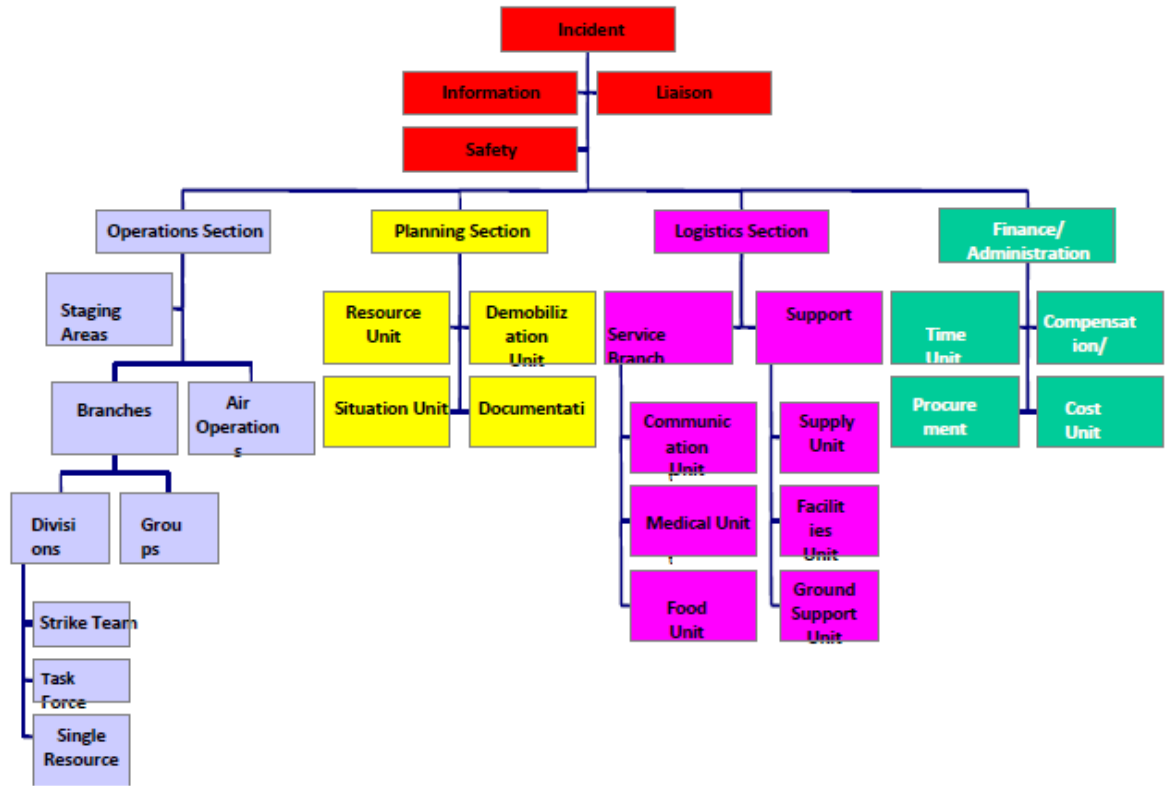 Incident
Information
Liaison
Safety
Operations Section
Planning Section
Logistics Section
Finance/
Administration
Staging
Areas
Resource
Unit
Demobiliz
ation
Unit
Service
Branch
Support
Time
Unit
Compensat
ion/
Branches
Air
Operation
s
Situation Unit
Documentati
Communic
ation
Unit
Supply
Unit
Procure
ment
Cost
Unit
Divisi
ons
Grou
ps
Medical Unit
Facilit
ies
Unit
Strike Team
Food
Unit
Ground
Support
Unit
Task
Force
Single
Resource